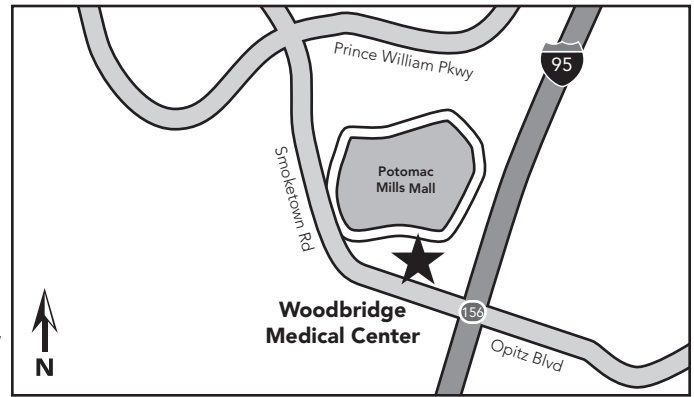 Prince William Pkwy
95
Potomac
Mills Mall
Smoketown Rd
Woodbridge
Medical Center
156
Opitz Blvd
N